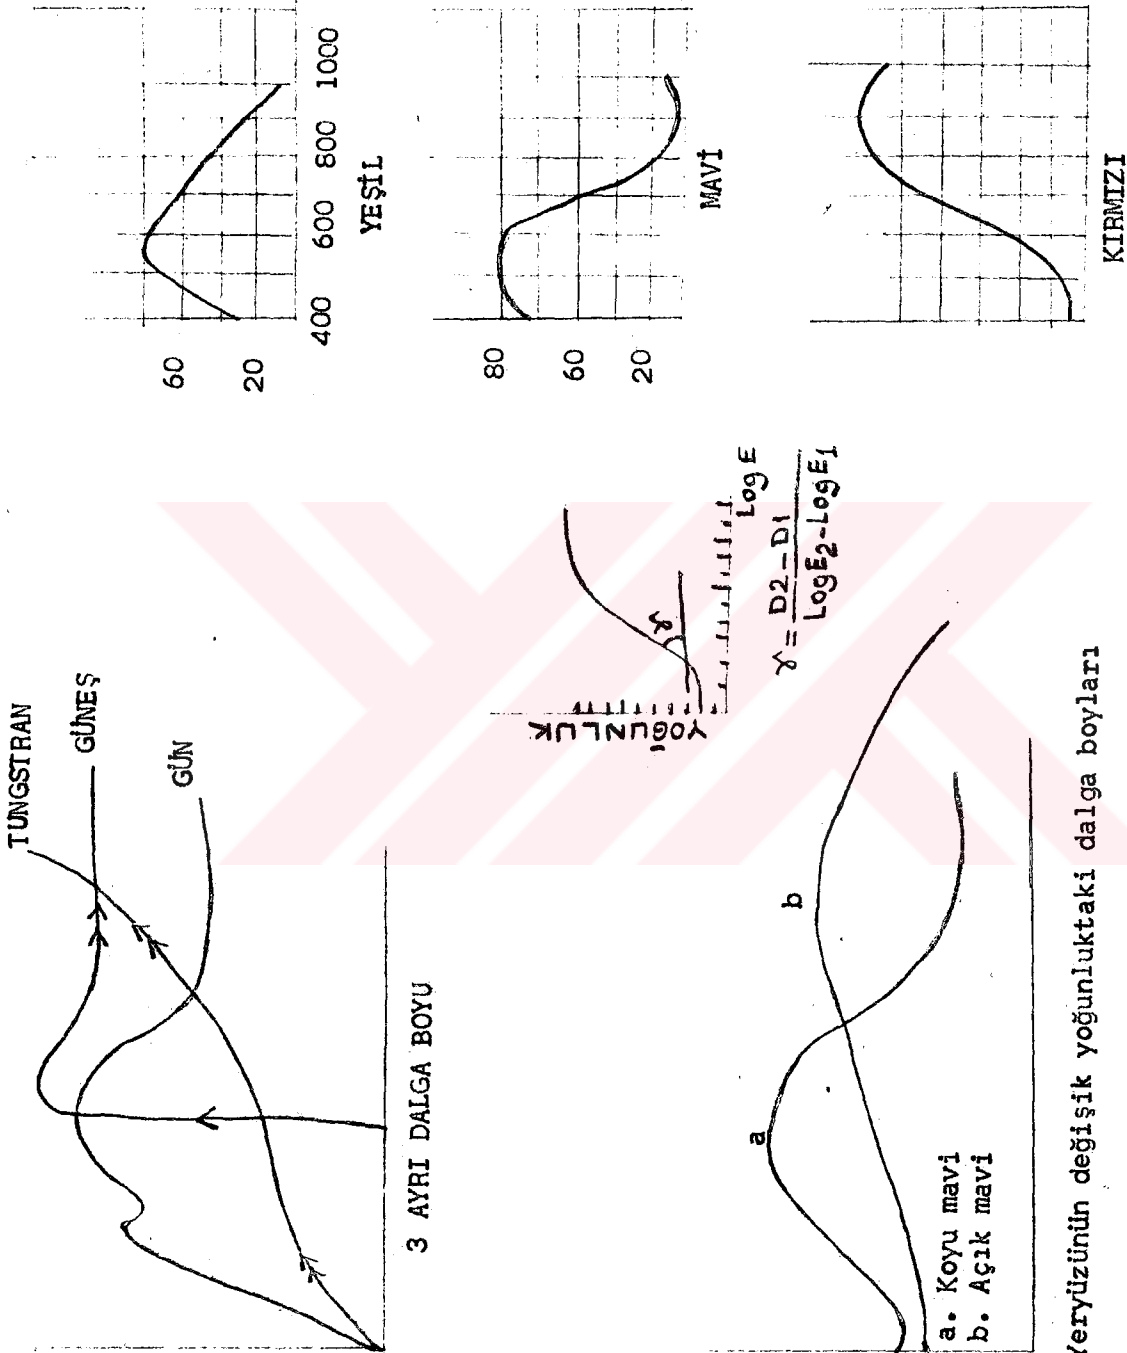 TUNGSTRAN
GÜNEŞ
GÜN
3 AYRI DALGA BOYU
60
20
400 600 800 1000
YEŞİL
80
60
20
MAVİ
KIRMIZI
YOĞUNLUK
Log E
γ
γ = D2 - D1
LogE2 - LogE1
a
b
a. Koyu mavi
b. Açık mavi
Yeryüzünün değişik yoğunluktaki dalga boyları